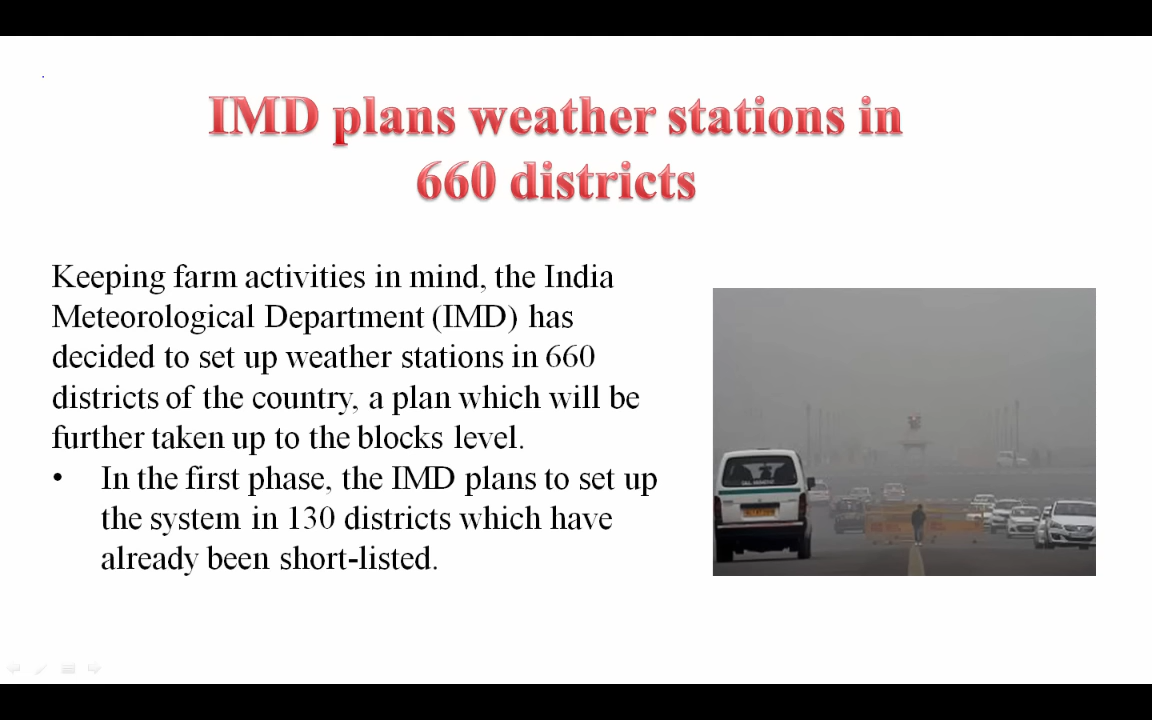 IMD plans weather stations in
660 districts
Keeping farm activities in mind, the India
Meteorological Department (IMD) has
decided to set up weather stations in 660
districts of the country, a plan which will be
further taken up to the blocks level.
• In the first phase, the IMD plans to set up
the system in 130 districts which have
already been short-listed.